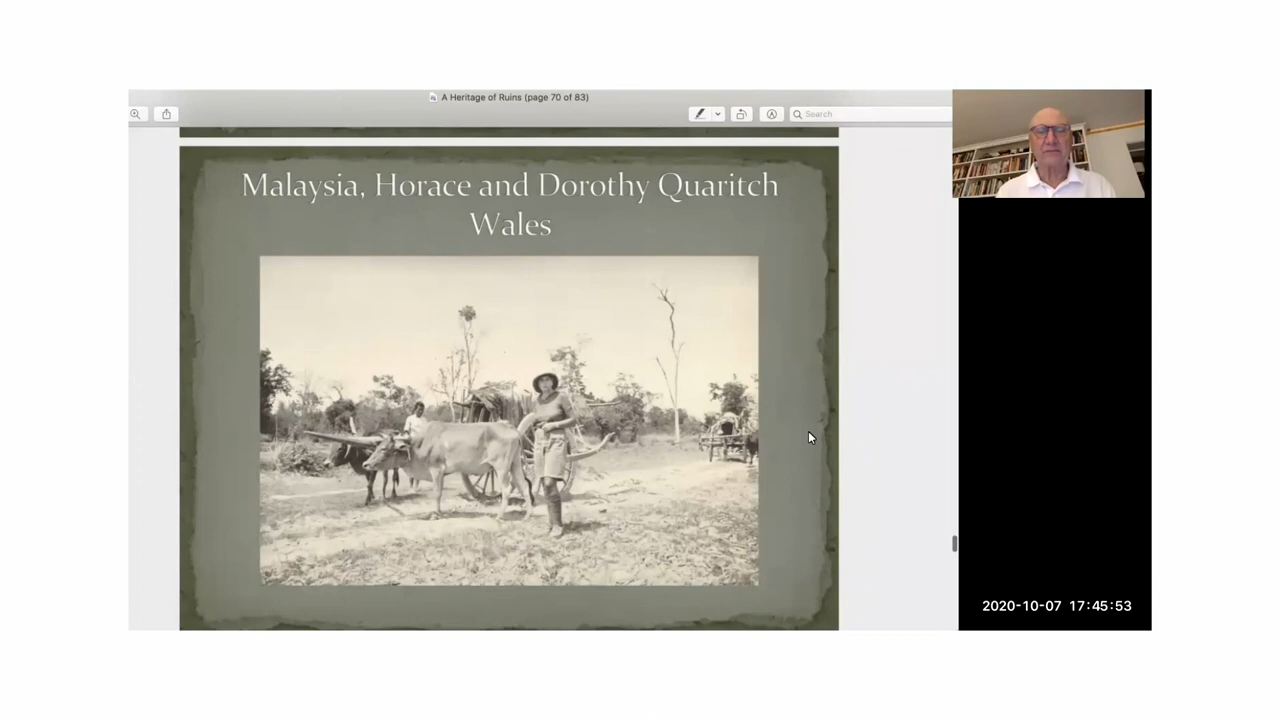 A Heritage of Ruins (page 70 of 83)
Search
Malaysia, Horace and Dorothy Quaritch
Wales
2020-10-07 17:45:53